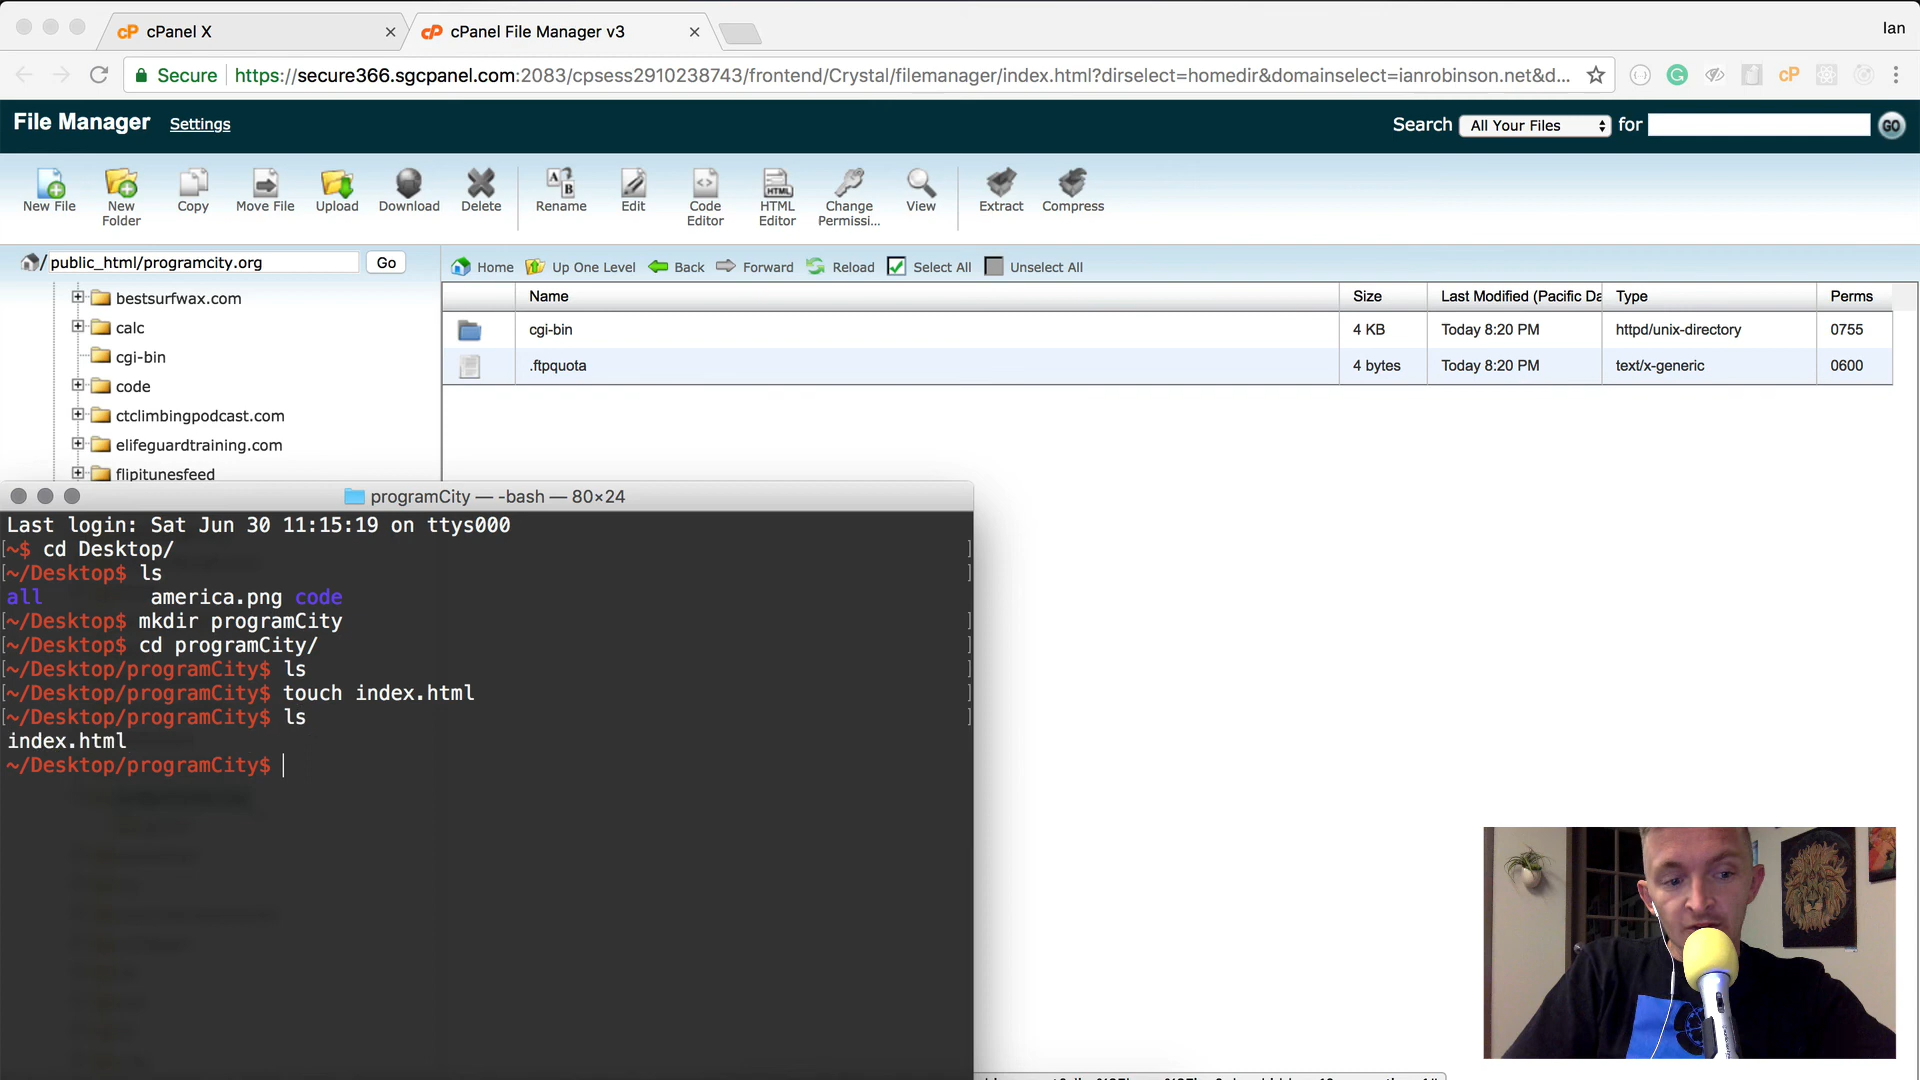 cPanel X
cPanel File Manager v3
Ian
Secure
https://secure366.sgcpanel.com:2083/cpsess2910238743/frontend/Crystal/filemanager/index.html?dirselect=homedir&domainselect=ianrobinson.net&d...
File Manager
Settings
Search
All Your Files
for
GO
New File
New
Folder
Copy
Move File
Upload
Download
Delete
Rename
Edit
Code
Editor
HTML
Editor
Change
Permissi...
View
Extract
Compress
/
public_html/programcity.org
Go
Home
Up One Level
Back
Forward
Reload
Select All
Unselect All
bestsurfwax.com
calc
cgi-bin
code
ctclimbingpodcast.com
elifeguardtraining.com
flipitunesfeed
Name
Size
Last Modified (Pacific Da
Type
Perms
cgi-bin
4 KB
Today 8:20 PM
httpd/unix-directory
0755
.ftpquota
4 bytes
Today 8:20 PM
text/x-generic
0600
programCity — -bash — 80×24
Last login: Sat Jun 30 11:15:19 on ttys000
[~$ cd Desktop/ ]
[~/Desktop$ ls ]
all america.png code
[~/Desktop$ mkdir programCity ]
[~/Desktop$ cd programCity/ ]
[~/Desktop/programCity$ ls ]
[~/Desktop/programCity$ touch index.html ]
[~/Desktop/programCity$ ls ]
index.html
~/Desktop/programCity$